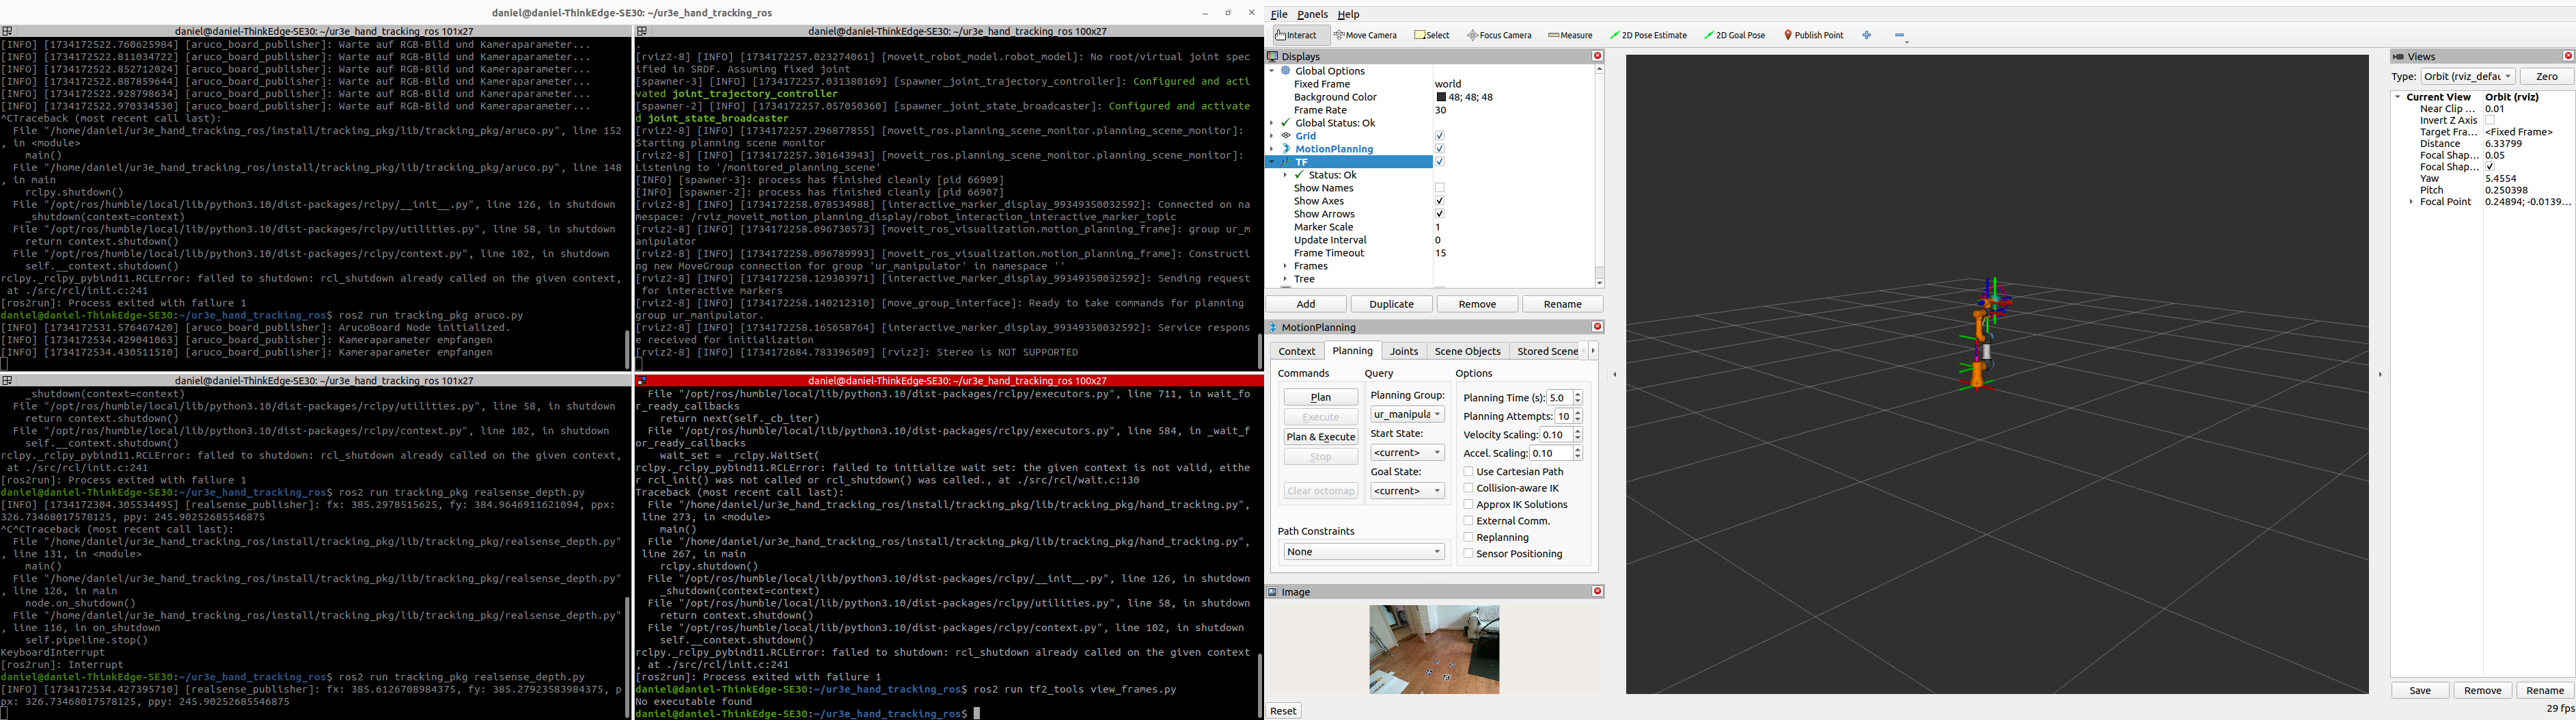 daniel@daniel-ThinkEdge-SE30: ~/ur3e_hand_tracking_ros
daniel@daniel-ThinkEdge-SE30: ~/ur3e_hand_tracking_ros 101x27
[INFO] [1734172522.760625984] [aruco_board_publisher]: Warte auf RGB-Bild und Kameraparameter...
[INFO] [1734172522.811034722] [aruco_board_publisher]: Warte auf RGB-Bild und Kameraparameter...
[INFO] [1734172522.852712024] [aruco_board_publisher]: Warte auf RGB-Bild und Kameraparameter...
[INFO] [1734172522.887859644] [aruco_board_publisher]: Warte auf RGB-Bild und Kameraparameter...
[INFO] [1734172522.928798634] [aruco_board_publisher]: Warte auf RGB-Bild und Kameraparameter...
[INFO] [1734172522.970334530] [aruco_board_publisher]: Warte auf RGB-Bild und Kameraparameter...
^CTraceback (most recent call last):
  File "/home/daniel/ur3e_hand_tracking_ros/install/tracking_pkg/lib/tracking_pkg/aruco.py", line 152
, in <module>
    main()
  File "/home/daniel/ur3e_hand_tracking_ros/install/tracking_pkg/lib/tracking_pkg/aruco.py", line 148
, in main
    rclpy.shutdown()
  File "/opt/ros/humble/local/lib/python3.10/dist-packages/rclpy/__init__.py", line 126, in shutdown
    _shutdown(context=context)
  File "/opt/ros/humble/local/lib/python3.10/dist-packages/rclpy/utilities.py", line 58, in shutdown
    return context.shutdown()
  File "/opt/ros/humble/local/lib/python3.10/dist-packages/rclpy/context.py", line 102, in shutdown
    self.__context.shutdown()
rclpy._rclpy_pybind11.RCLError: failed to shutdown: rcl_shutdown already called on the given context,
 at ./src/rcl/init.c:241
[ros2run]: Process exited with failure 1
daniel@daniel-ThinkEdge-SE30:~/ur3e_hand_tracking_ros$ ros2 run tracking_pkg aruco.py
[INFO] [1734172531.576467420] [aruco_board_publisher]: ArucoBoard Node initialized.
[INFO] [1734172534.429041063] [aruco_board_publisher]: Kameraparameter empfangen
[INFO] [1734172534.430511510] [aruco_board_publisher]: Kameraparameter empfangen
daniel@daniel-ThinkEdge-SE30: ~/ur3e_hand_tracking_ros 100x27
.
[rviz2-8] [INFO] [1734172257.023274061] [moveit_robot_model.robot_model]: No root/virtual joint spec
ified in SRDF. Assuming fixed joint
[spawner-3] [INFO] [1734172257.031380169] [spawner_joint_trajectory_controller]: Configured and acti
vated joint_trajectory_controller
[spawner-2] [INFO] [1734172257.057050360] [spawner_joint_state_broadcaster]: Configured and activate
d joint_state_broadcaster
[rviz2-8] [INFO] [1734172257.296877855] [moveit_ros.planning_scene_monitor.planning_scene_monitor]:
Starting planning scene monitor
[rviz2-8] [INFO] [1734172257.301643943] [moveit_ros.planning_scene_monitor.planning_scene_monitor]:
Listening to '/monitored_planning_scene'
[INFO] [spawner-3]: process has finished cleanly [pid 66909]
[INFO] [spawner-2]: process has finished cleanly [pid 66907]
[rviz2-8] [INFO] [1734172258.078534988] [interactive_marker_display_99349350032592]: Connected on na
mespace: /rviz_moveit_motion_planning_display/robot_interaction_interactive_marker_topic
[rviz2-8] [INFO] [1734172258.096730573] [moveit_ros_visualization.motion_planning_frame]: group ur_m
anipulator
[rviz2-8] [INFO] [1734172258.096789993] [moveit_ros_visualization.motion_planning_frame]: Constructi
ng new MoveGroup connection for group 'ur_manipulator' in namespace ''
[rviz2-8] [INFO] [1734172258.129303971] [interactive_marker_display_99349350032592]: Sending request
 for interactive markers
[rviz2-8] [INFO] [1734172258.140212310] [move_group_interface]: Ready to take commands for planning
group ur_manipulator.
[rviz2-8] [INFO] [1734172258.165658764] [interactive_marker_display_99349350032592]: Service respons
e received for initialization
[rviz2-8] [INFO] [1734172684.783396509] [rviz2]: Stereo is NOT SUPPORTED
daniel@daniel-ThinkEdge-SE30: ~/ur3e_hand_tracking_ros 101x27
    _shutdown(context=context)
  File "/opt/ros/humble/local/lib/python3.10/dist-packages/rclpy/utilities.py", line 58, in shutdown
    return context.shutdown()
  File "/opt/ros/humble/local/lib/python3.10/dist-packages/rclpy/context.py", line 102, in shutdown
    self.__context.shutdown()
rclpy._rclpy_pybind11.RCLError: failed to shutdown: rcl_shutdown already called on the given context,
 at ./src/rcl/init.c:241
[ros2run]: Process exited with failure 1
daniel@daniel-ThinkEdge-SE30:~/ur3e_hand_tracking_ros$ ros2 run tracking_pkg realsense_depth.py
[INFO] [1734172304.305534495] [realsense_publisher]: fx: 385.2978515625, fy: 384.9646911621094, ppx:
326.73468017578125, ppy: 245.90252685546875
^C^CTraceback (most recent call last):
  File "/home/daniel/ur3e_hand_tracking_ros/install/tracking_pkg/lib/tracking_pkg/realsense_depth.py"
, line 131, in <module>
    main()
  File "/home/daniel/ur3e_hand_tracking_ros/install/tracking_pkg/lib/tracking_pkg/realsense_depth.py"
, line 126, in main
    node.on_shutdown()
  File "/home/daniel/ur3e_hand_tracking_ros/install/tracking_pkg/lib/tracking_pkg/realsense_depth.py"
, line 116, in on_shutdown
    self.pipeline.stop()
KeyboardInterrupt
[ros2run]: Interrupt
daniel@daniel-ThinkEdge-SE30:~/ur3e_hand_tracking_ros$ ros2 run tracking_pkg realsense_depth.py
[INFO] [1734172534.427395710] [realsense_publisher]: fx: 385.6126708984375, fy: 385.27923583984375, p
px: 326.73468017578125, ppy: 245.90252685546875
daniel@daniel-ThinkEdge-SE30: ~/ur3e_hand_tracking_ros 100x27
  File "/opt/ros/humble/local/lib/python3.10/dist-packages/rclpy/executors.py", line 711, in wait_fo
r_ready_callbacks
    return next(self._cb_iter)
  File "/opt/ros/humble/local/lib/python3.10/dist-packages/rclpy/executors.py", line 584, in _wait_f
or_ready_callbacks
    wait_set = _rclpy.WaitSet(
rclpy._rclpy_pybind11.RCLError: failed to initialize wait set: the given context is not valid, eithe
r rcl_init() was not called or rcl_shutdown() was called., at ./src/rcl/wait.c:130
Traceback (most recent call last):
  File "/home/daniel/ur3e_hand_tracking_ros/install/tracking_pkg/lib/tracking_pkg/hand_tracking.py",
 line 273, in <module>
    main()
  File "/home/daniel/ur3e_hand_tracking_ros/install/tracking_pkg/lib/tracking_pkg/hand_tracking.py",
 line 267, in main
    rclpy.shutdown()
  File "/opt/ros/humble/local/lib/python3.10/dist-packages/rclpy/__init__.py", line 126, in shutdown
    _shutdown(context=context)
  File "/opt/ros/humble/local/lib/python3.10/dist-packages/rclpy/utilities.py", line 58, in shutdown
    return context.shutdown()
  File "/opt/ros/humble/local/lib/python3.10/dist-packages/rclpy/context.py", line 102, in shutdown
    self.__context.shutdown()
rclpy._rclpy_pybind11.RCLError: failed to shutdown: rcl_shutdown already called on the given context
, at ./src/rcl/init.c:241
[ros2run]: Process exited with failure 1
daniel@daniel-ThinkEdge-SE30:~/ur3e_hand_tracking_ros$ ros2 run tf2_tools view_frames.py
No executable found
daniel@daniel-ThinkEdge-SE30:~/ur3e_hand_tracking_ros$
File Panels Help
Interact Move Camera Select Focus Camera Measure 2D Pose Estimate 2D Goal Pose Publish Point
Displays
Global Options
Fixed Frame world
Background Color 48; 48; 48
Frame Rate 30
Global Status: Ok
Grid
MotionPlanning
TF
Status: Ok
Show Names
Show Axes
Show Arrows
Marker Scale 1
Update Interval 0
Frame Timeout 15
Frames
Tree
Add Duplicate Remove Rename
MotionPlanning
Context Planning Joints Scene Objects Stored Scene
Commands Query Options
Plan
Execute
Plan & Execute
Stop
Clear octomap
Planning Group:
ur_manipula
Start State:
<current>
Goal State:
<current>
Planning Time (s): 5.0
Planning Attempts: 10
Velocity Scaling: 0.10
Accel. Scaling: 0.10
Use Cartesian Path
Collision-aware IK
Approx IK Solutions
External Comm.
Replanning
Sensor Positioning
Path Constraints
None
Image
Reset
Views
Type: Orbit (rviz_defau Zero
Current View Orbit (rviz)
Near Clip ... 0.01
Invert Z Axis
Target Fra... <Fixed Frame>
Distance 6.33799
Focal Shap... 0.05
Focal Shap...
Yaw 5.4554
Pitch 0.250398
Focal Point 0.24894; -0.0139...
Save Remove Rename
29 fps